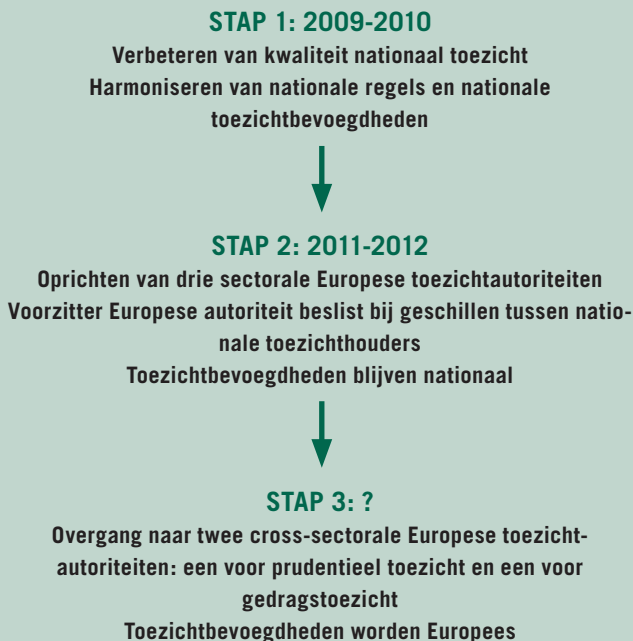 STAP 1: 2009-2010
Verbeteren van kwaliteit nationaal toezicht
Harmoniseren van nationale regels en nationale
toezichtbevoegdheden
STAP 2: 2011-2012
Oprichten van drie sectorale Europese toezichtautoriteiten
Voorzitter Europese autoriteit beslist bij geschillen tussen natio-
nale toezichthouders
Toezichtbevoegdheden blijven nationaal
STAP 3: ?
Overgang naar twee cross-sectorale Europese toezicht-
autoriteiten: een voor prudentieel toezicht en een voor
gedragstoezicht
Toezichtbevoegdheden worden Europees